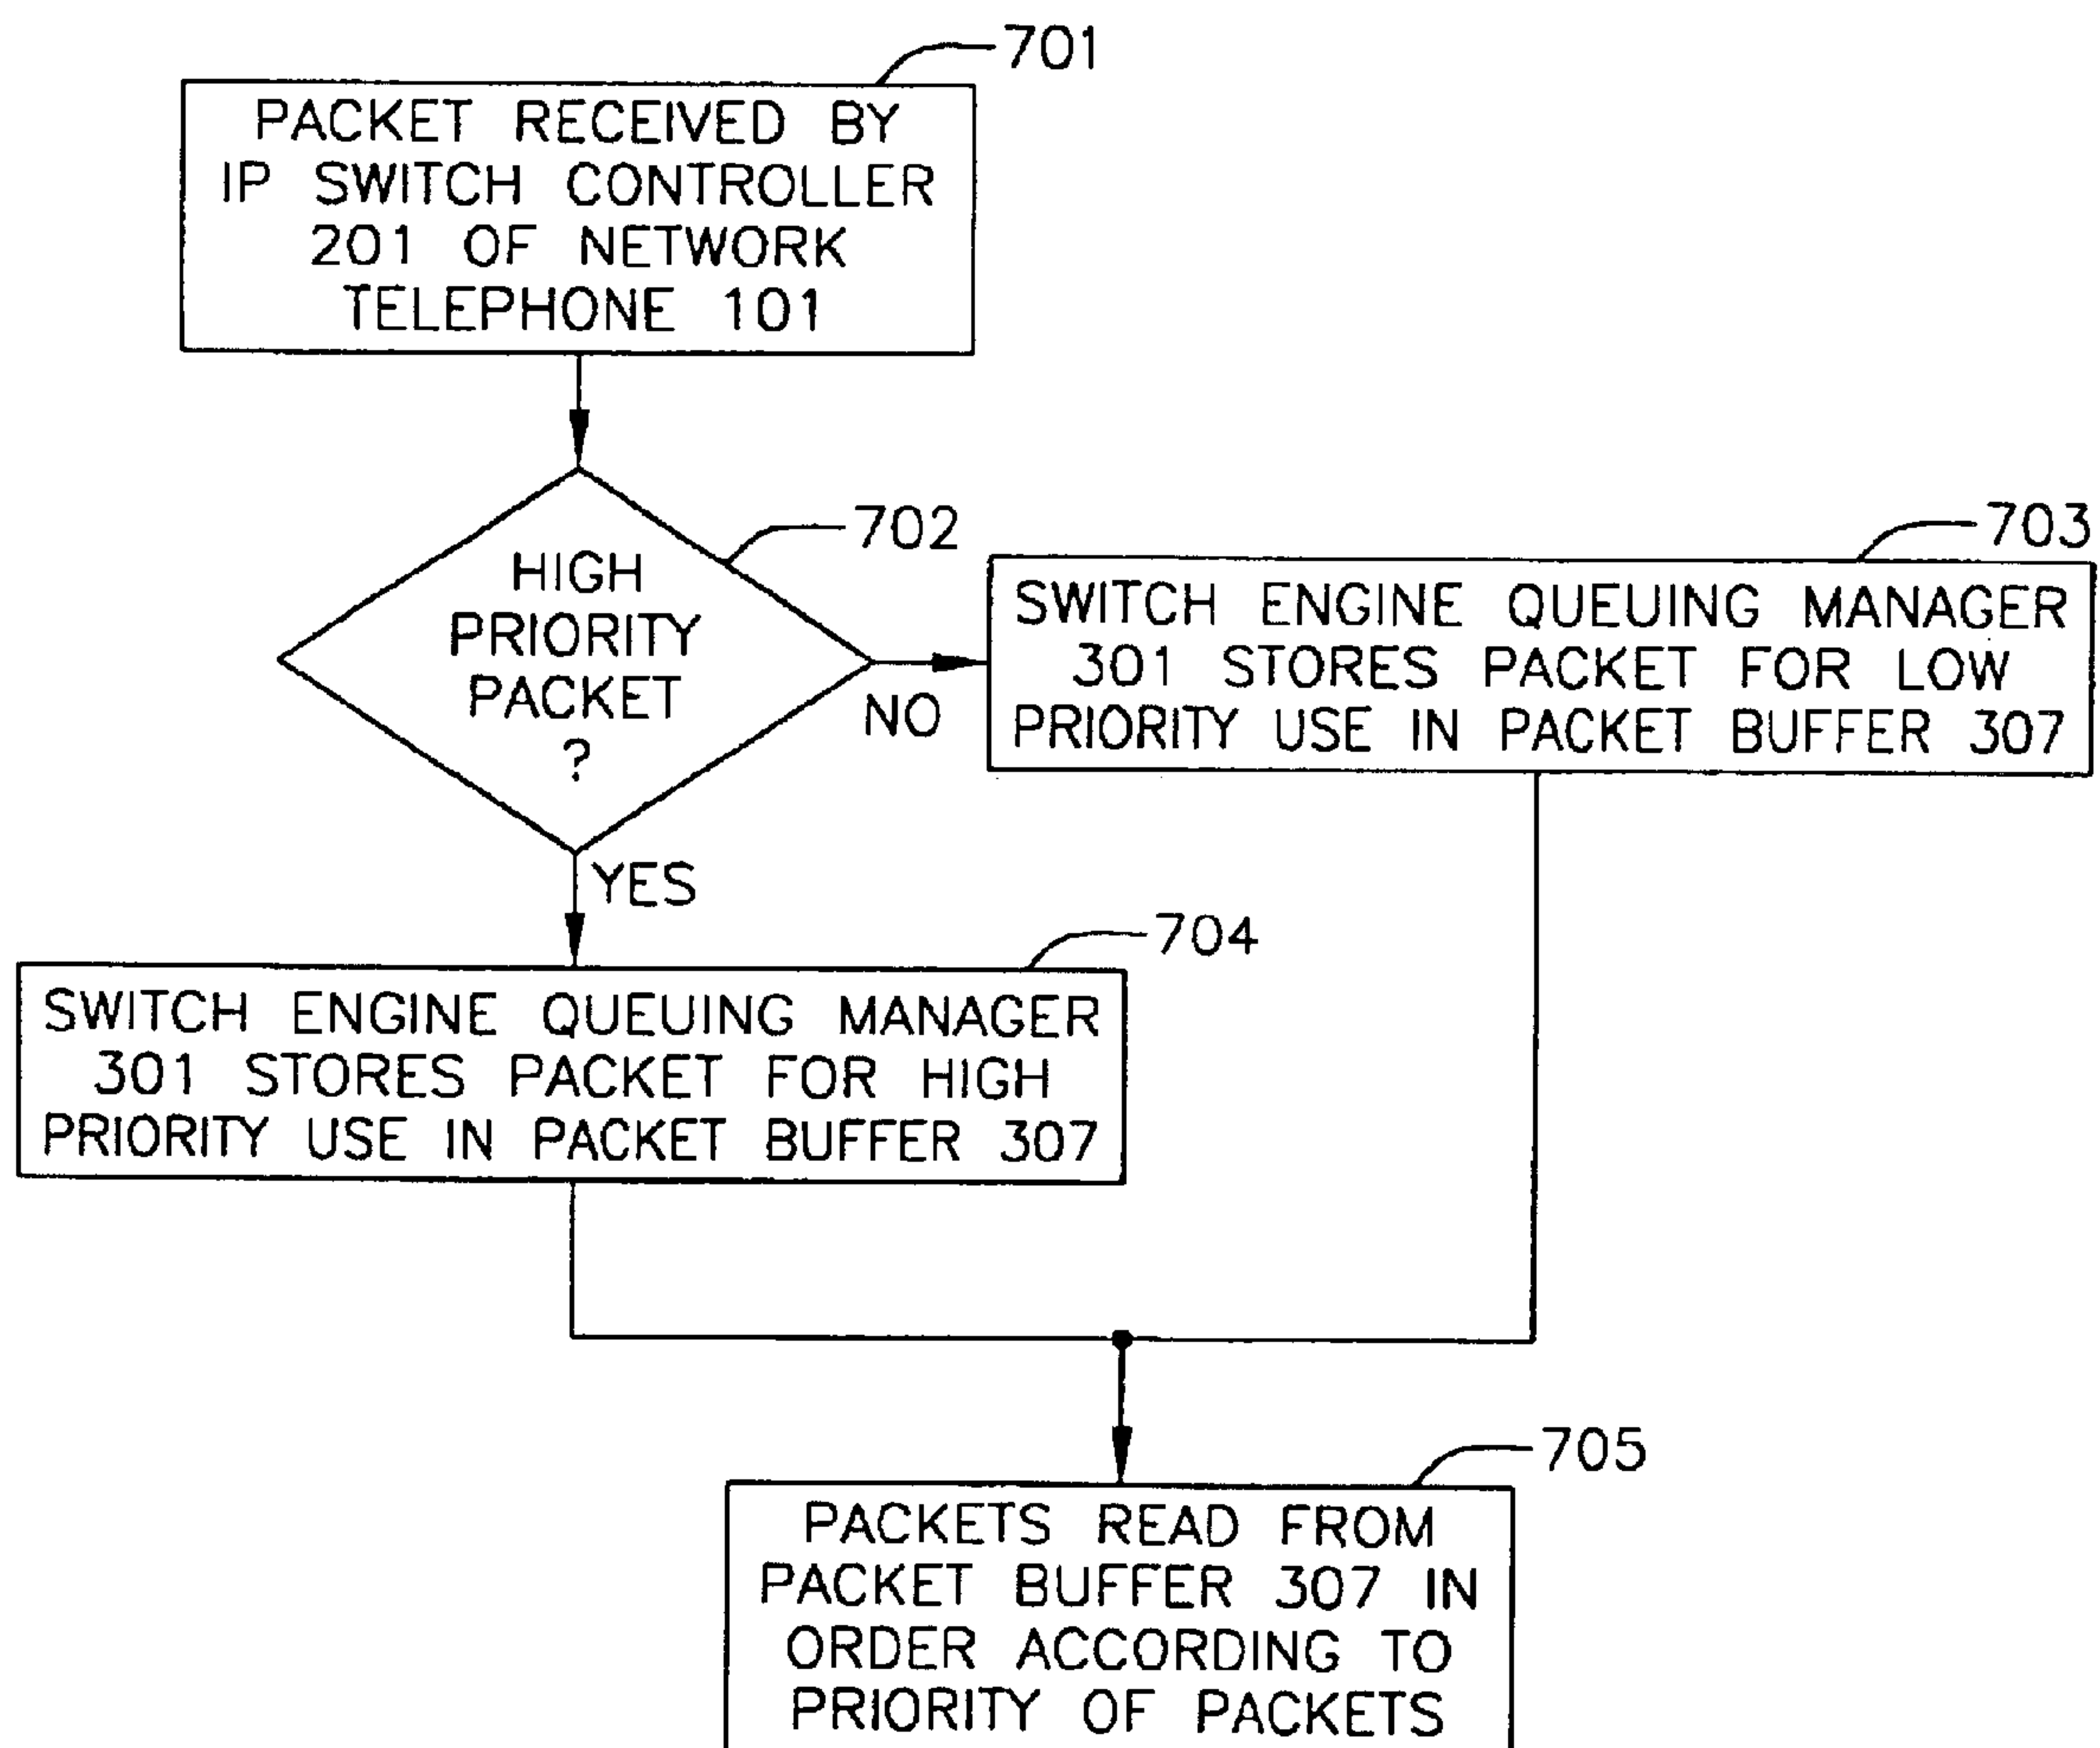 701
PACKET RECEIVED BY
IP SWITCH CONTROLLER
201 OF NETWORK
TELEPHONE 101
702
HIGH
PRIORITY
PACKET
?
NO
703
SWITCH ENGINE QUEUING MANAGER
301 STORES PACKET FOR LOW
PRIORITY USE IN PACKET BUFFER 307
YES
704
SWITCH ENGINE QUEUING MANAGER
301 STORES PACKET FOR HIGH
PRIORITY USE IN PACKET BUFFER 307
705
PACKETS READ FROM
PACKET BUFFER 307 IN
ORDER ACCORDING TO
PRIORITY OF PACKETS